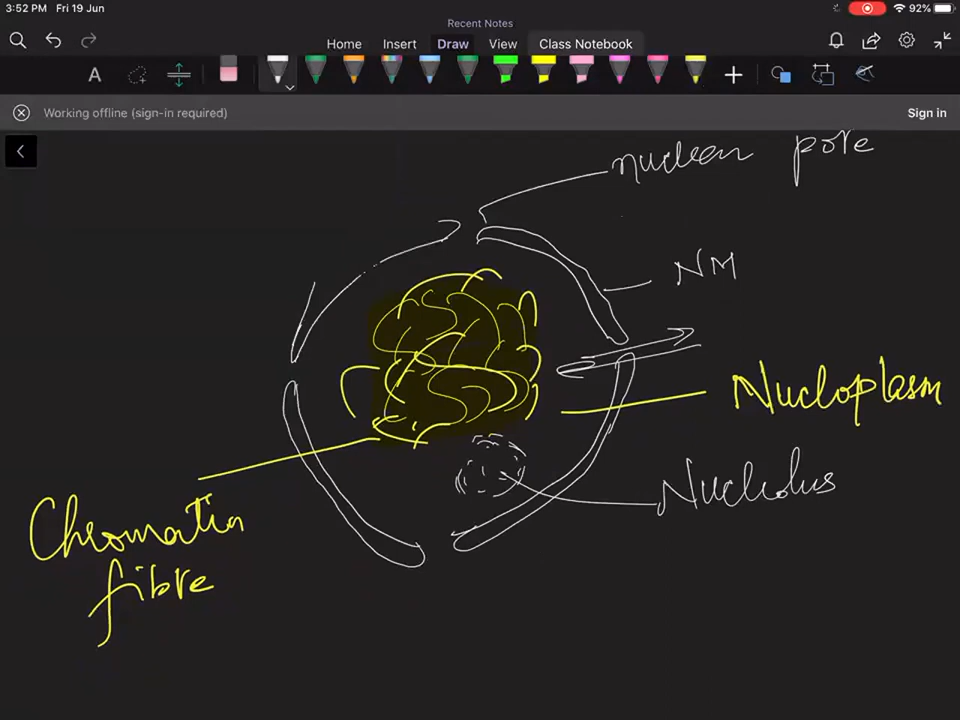 3:52 PM Fri 19 Jun
92%
Recent Notes
Home Insert Draw View Class Notebook
A
Working offline (sign-in required)
Sign in
nuclear pore
NM
Nucloplasm
Nucleolus
Chromatin
fibre